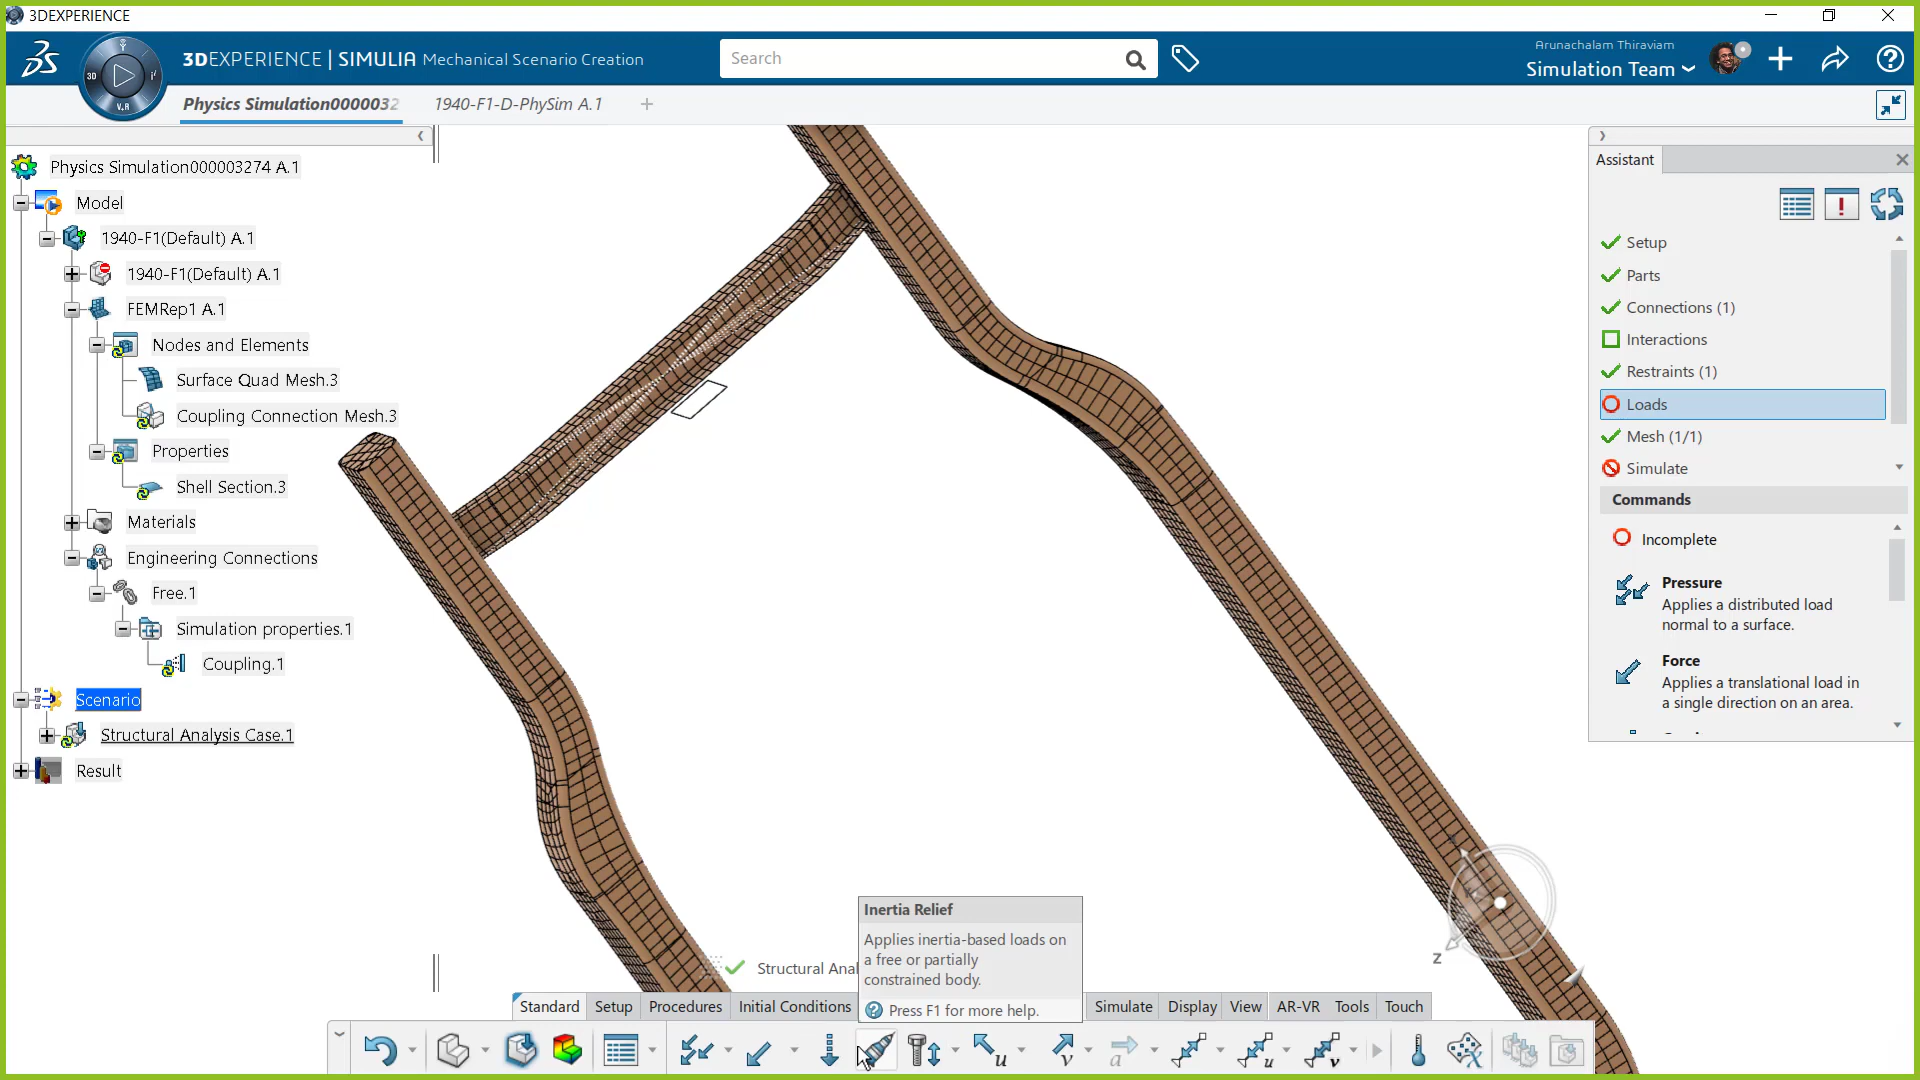 3DEXPERIENCE
3DEXPERIENCE | SIMULIA Mechanical Scenario Creation
Search
Arunachalam Thiraviam
Simulation Team
3D
V.R
Physics Simulation0000032
1940-F1-D-PhySim A.1
Physics Simulation000003274 A.1
Model
1940-F1(Default) A.1
1940-F1(Default) A.1
FEMRep1 A.1
Nodes and Elements
Surface Quad Mesh.3
Coupling Connection Mesh.3
Properties
Shell Section.3
Materials
Engineering Connections
Free.1
Simulation properties.1
Coupling.1
Scenario
Structural Analysis Case.1
Result
Assistant
Setup
Parts
Connections (1)
Interactions
Restraints (1)
Loads
Mesh (1/1)
Simulate
Commands
Incomplete
Pressure
Applies a distributed load
normal to a surface.
Force
Applies a translational load in
a single direction on an area.
Z
Structural Anal
Inertia Relief
Applies inertia-based loads on
a free or partially
constrained body.
Press F1 for more help.
Standard
Setup
Procedures
Initial Conditions
Simulate
Display
View
AR-VR
Tools
Touch
u
v
a
u
v